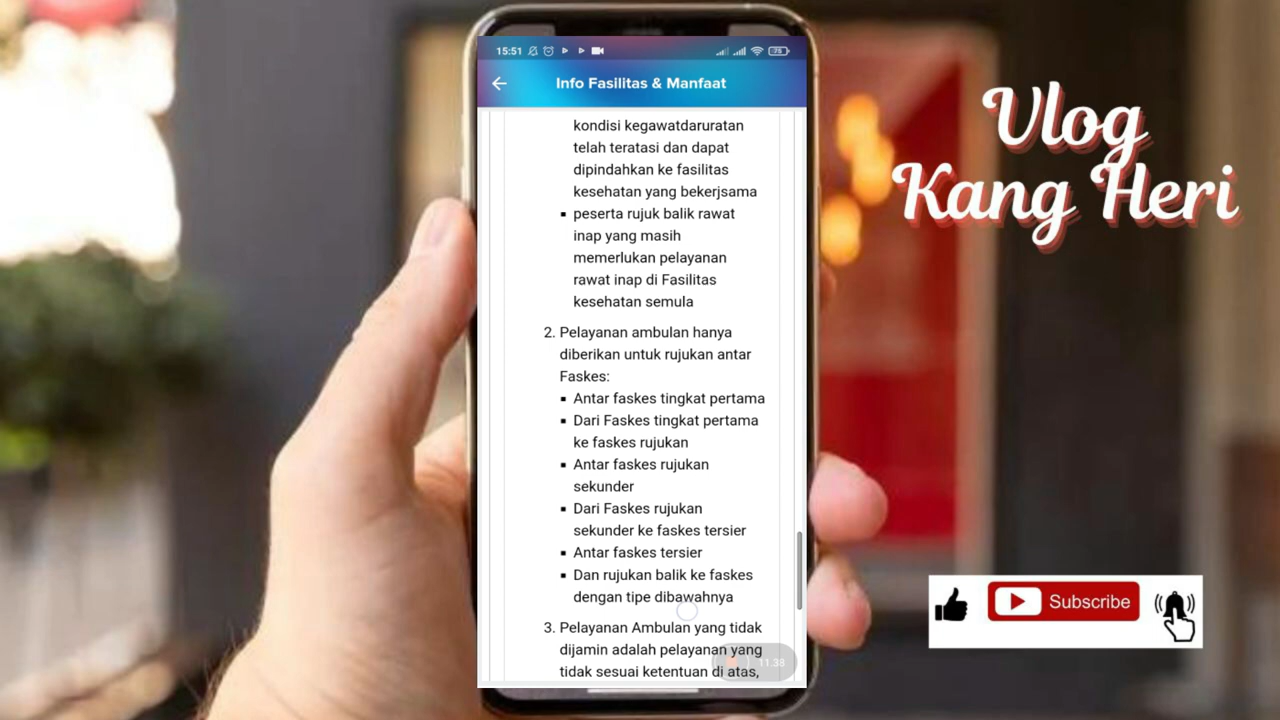 15:51
75
Info Fasilitas & Manfaat
kondisi kegawatdaruratan
telah teratasi dan dapat
dipindahkan ke fasilitas
kesehatan yang bekerjsama
▪ peserta rujuk balik rawat
inap yang masih
memerlukan pelayanan
rawat inap di Fasilitas
kesehatan semula
2. Pelayanan ambulan hanya
diberikan untuk rujukan antar
Faskes:
▪ Antar faskes tingkat pertama
▪ Dari Faskes tingkat pertama
ke faskes rujukan
▪ Antar faskes rujukan
sekunder
▪ Dari Faskes rujukan
sekunder ke faskes tersier
▪ Antar faskes tersier
▪ Dan rujukan balik ke faskes
dengan tipe dibawahnya
3. Pelayanan Ambulan yang tidak
dijamin adalah pelayanan yang
tidak sesuai ketentuan di atas,
11.38
Vlog
Kang Heri
Subscribe